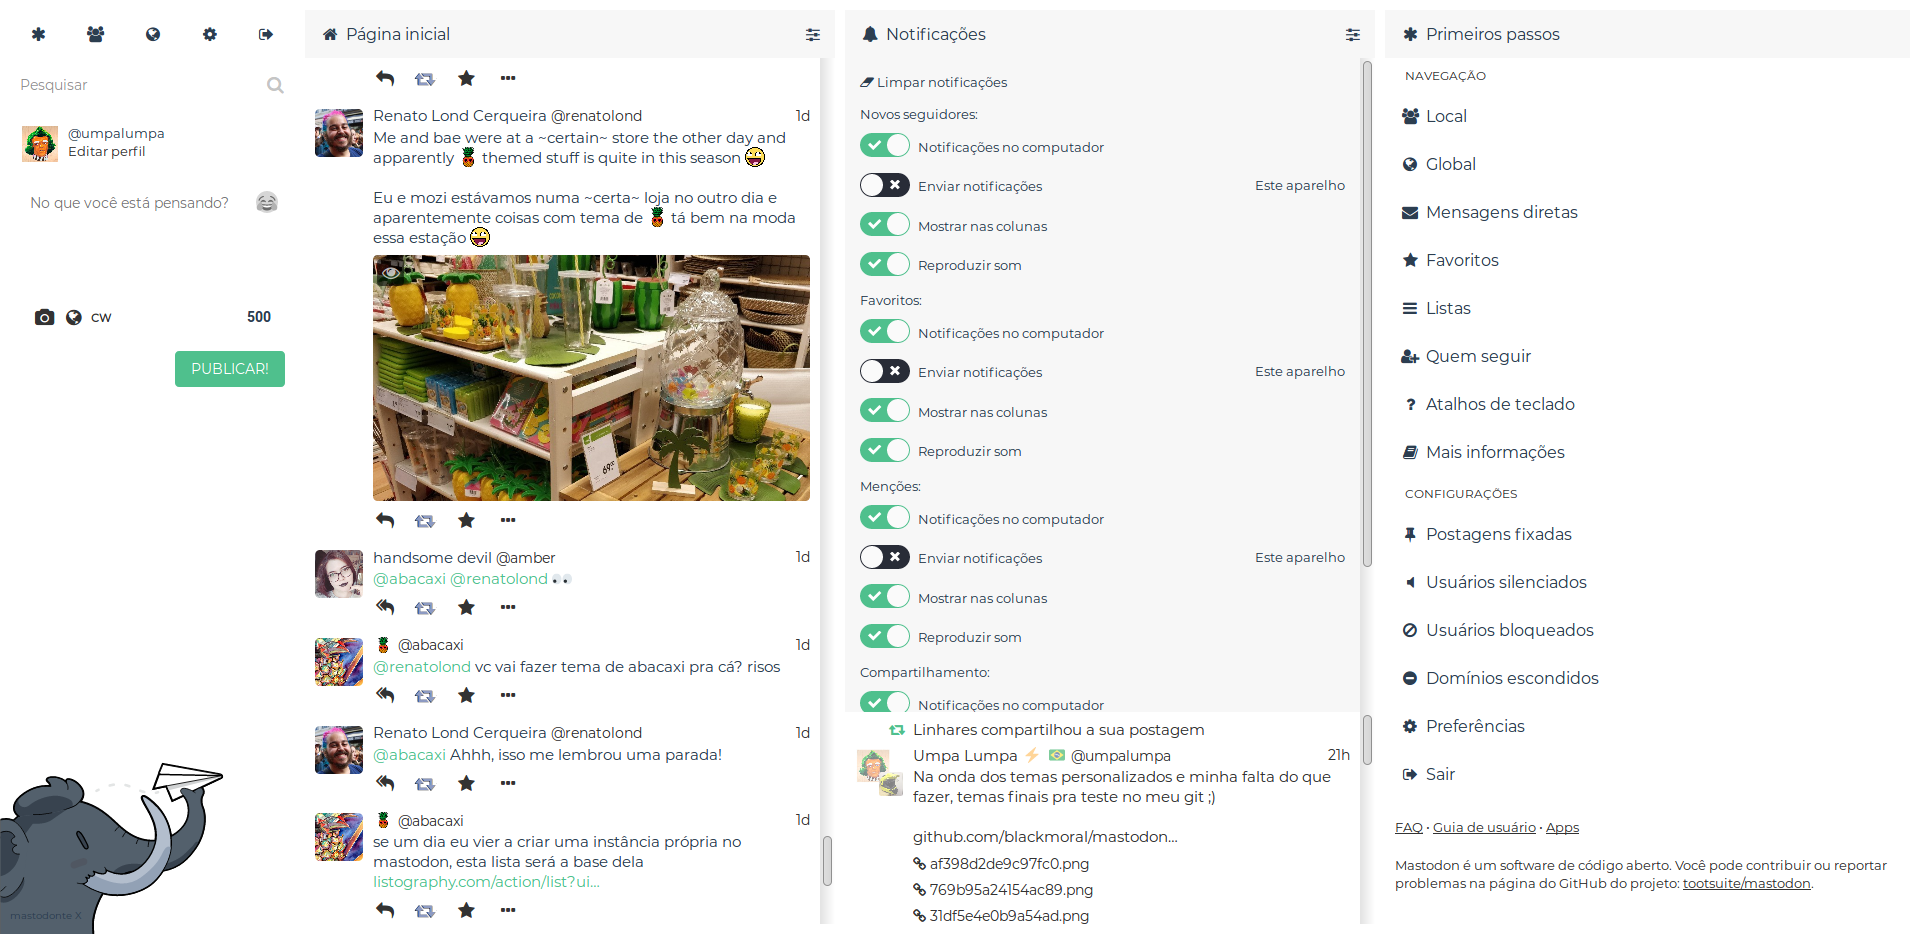 Pesquisar
@umpalumpa
Editar perfil
No que você está pensando?
CW
500
PUBLICAR!
mastodonte X
Página inicial
Renato Lond Cerqueira @renatolond 1d
Me and bae were at a ~certain~ store the other day and
apparently themed stuff is quite in this season
Eu e mozi estávamos numa ~certa~ loja no outro dia e
aparentemente coisas com tema de tá bem na moda
essa estação
69
handsome devil @amber 1d
@abacaxi @renatolond
@abacaxi 1d
@renatolond vc vai fazer tema de abacaxi pra cá? risos
Renato Lond Cerqueira @renatolond 1d
@abacaxi Ahhh, isso me lembrou uma parada!
@abacaxi 1d
se um dia eu vier a criar uma instância própria no
mastodon, esta lista será a base dela
listography.com/action/list?ui...
Notificações
Limpar notificações
Novos seguidores:
Notificações no computador
Enviar notificações Este aparelho
Mostrar nas colunas
Reproduzir som
Favoritos:
Notificações no computador
Enviar notificações Este aparelho
Mostrar nas colunas
Reproduzir som
Menções:
Notificações no computador
Enviar notificações Este aparelho
Mostrar nas colunas
Reproduzir som
Compartilhamento:
Notificações no computador
Linhares compartilhou a sua postagem
Umpa Lumpa @umpalumpa 21h
Na onda dos temas personalizados e minha falta do que
fazer, temas finais pra teste no meu git ;)
github.com/blackmoral/mastodon...
af398d2de9c97fc0.png
769b95a24154ac89.png
31df5e4e0b9a54ad.png
Primeiros passos
NAVEGAÇÃO
Local
Global
Mensagens diretas
Favoritos
Listas
Quem seguir
Atalhos de teclado
Mais informações
CONFIGURAÇÕES
Postagens fixadas
Usuários silenciados
Usuários bloqueados
Domínios escondidos
Preferências
Sair
FAQ · Guia de usuário · Apps
Mastodon é um software de código aberto. Você pode contribuir ou reportar
problemas na página do GitHub do projeto: tootsuite/mastodon.